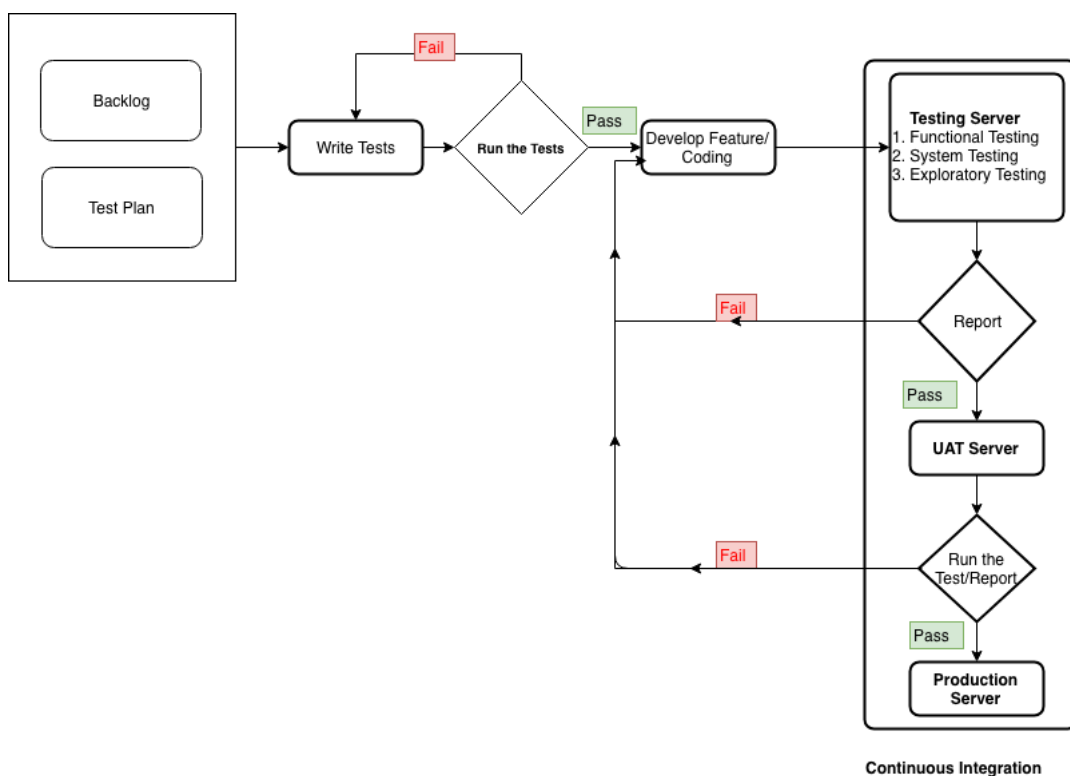 Backlog
Test Plan
Fail
Write Tests
Run the Tests
Pass
Develop Feature/
Coding
Testing Server
1. Functional Testing
2. System Testing
3. Exploratory Testing
Fail
Report
Pass
UAT Server
Fail
Run the
Test/Report
Pass
Production
Server
Continuous Integration